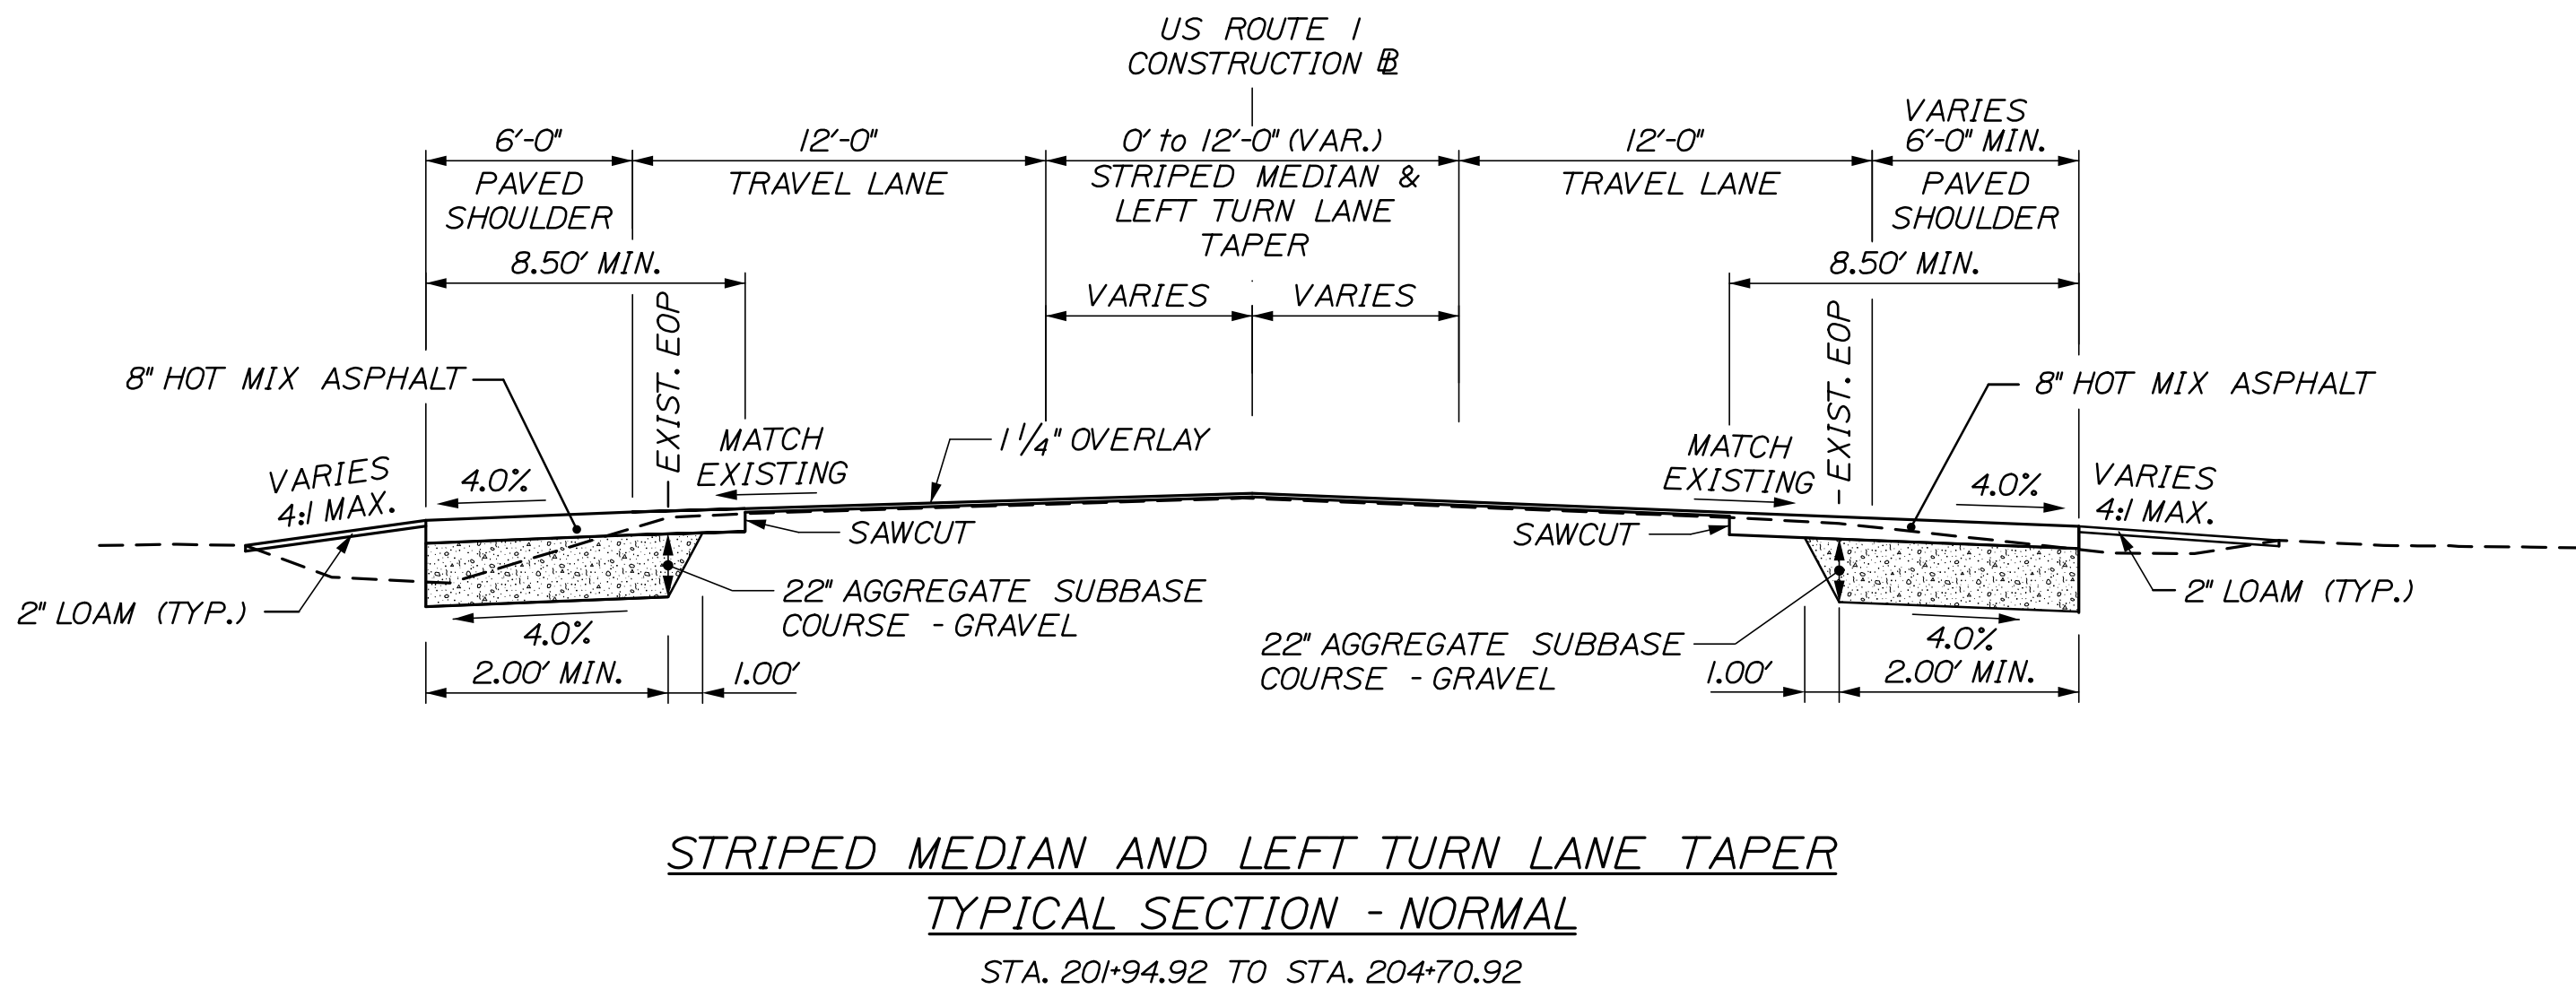 US ROUTE 1
CONSTRUCTION BL
VARIES
6'-0"
12'-0"
0' to 12'-0" (VAR.)
12'-0"
6'-0" MIN.
PAVED
SHOULDER
TRAVEL LANE
STRIPED MEDIAN &
LEFT TURN LANE
TAPER
TRAVEL LANE
PAVED
SHOULDER
8.50' MIN.
8.50' MIN.
VARIES
VARIES
EXIST. EOP
EXIST. EOP
8" HOT MIX ASPHALT
8" HOT MIX ASPHALT
MATCH
EXISTING
1 1/4" OVERLAY
MATCH
EXISTING
VARIES
4:1 MAX.
4.0%
4.0%
VARIES
4:1 MAX.
SAWCUT
SAWCUT
2" LOAM (TYP.)
22" AGGREGATE SUBBASE
COURSE - GRAVEL
2" LOAM (TYP.)
4.0%
22" AGGREGATE SUBBASE
COURSE - GRAVEL
4.0%
2.00' MIN.
1.00'
1.00'
2.00' MIN.
STRIPED MEDIAN AND LEFT TURN LANE TAPER
TYPICAL SECTION - NORMAL
STA. 201+94.92 TO STA. 204+70.92